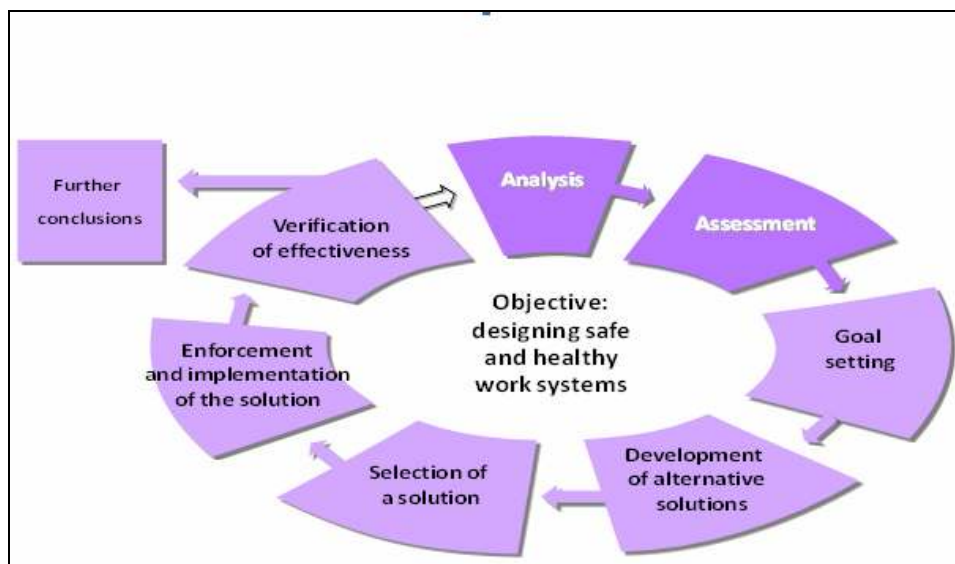 Analysis
Assessment
Goal
setting
Development
of alternative
solutions
Selection of
a solution
Enforcement
and implementation
of the solution
Verification
of effectiveness
Further
conclusions
Objective:
designing safe
and healthy
work systems